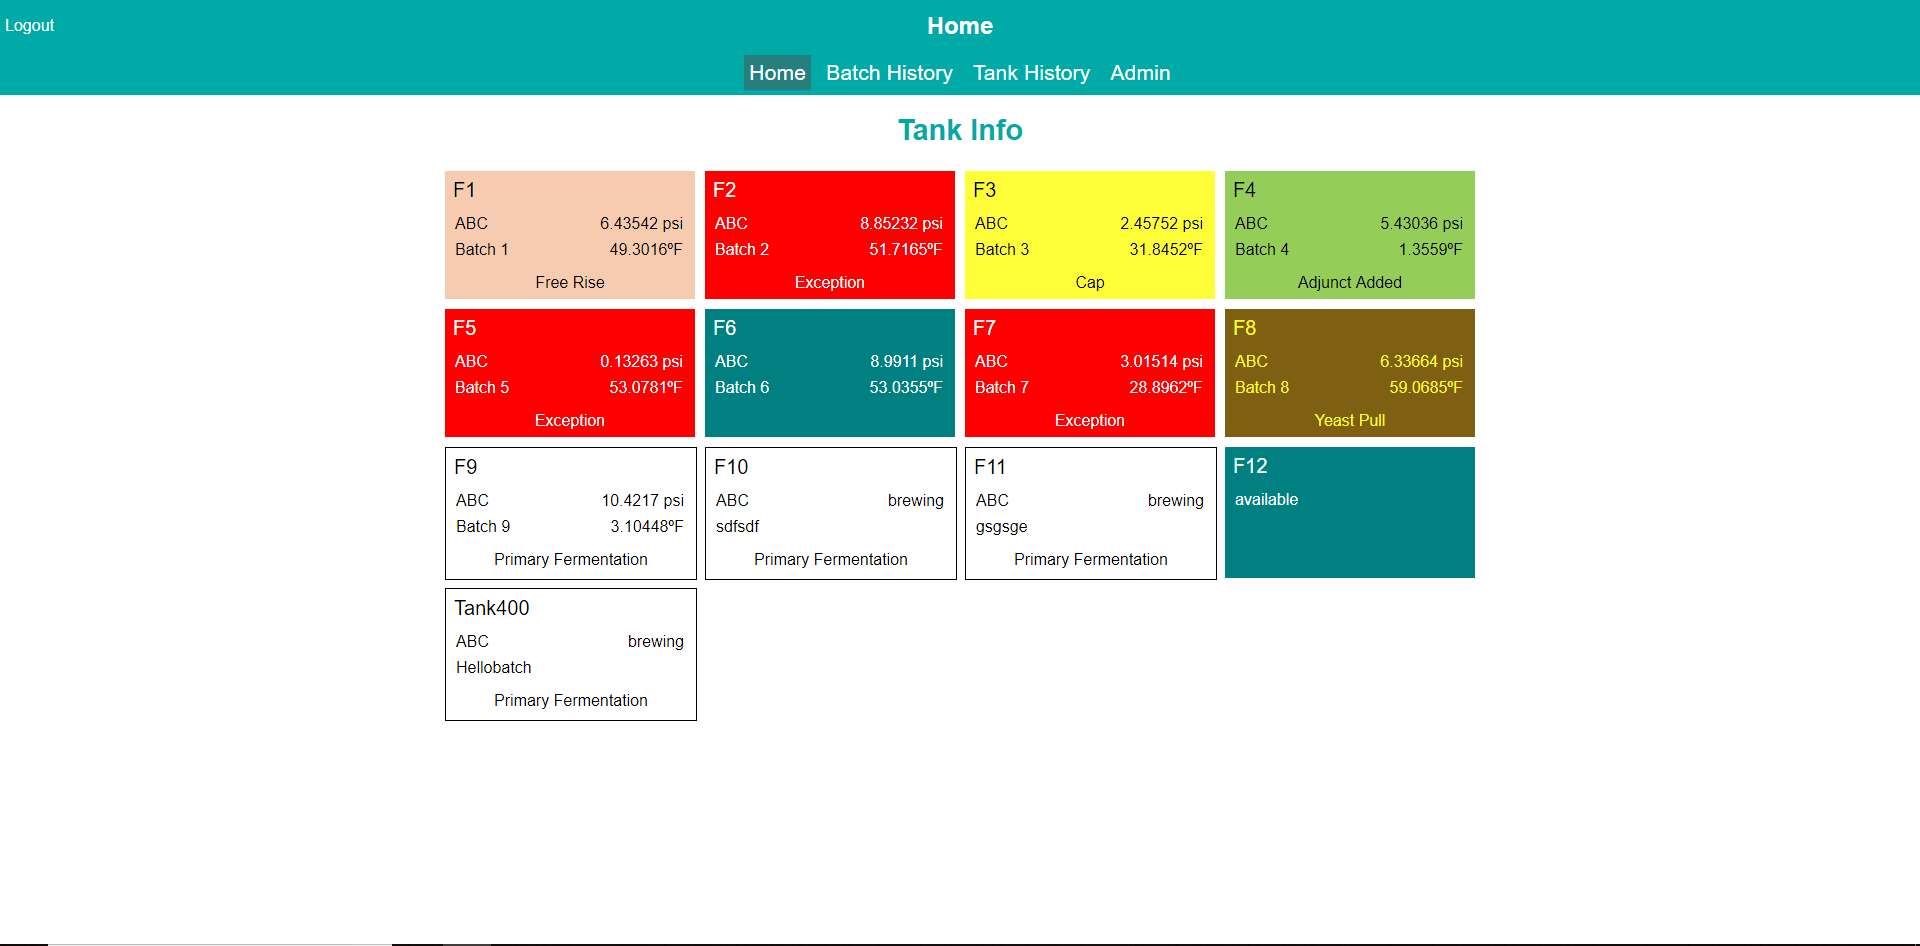 Logout
Home
Home Batch History Tank History Admin
Tank Info
F1
ABC 6.43542 psi
Batch 1 49.3016ºF
Free Rise
F2
ABC 8.85232 psi
Batch 2 51.7165ºF
Exception
F3
ABC 2.45752 psi
Batch 3 31.8452ºF
Cap
F4
ABC 5.43036 psi
Batch 4 1.3559ºF
Adjunct Added
F5
ABC 0.13263 psi
Batch 5 53.0781ºF
Exception
F6
ABC 8.9911 psi
Batch 6 53.0355ºF
F7
ABC 3.01514 psi
Batch 7 28.8962ºF
Exception
F8
ABC 6.33664 psi
Batch 8 59.0685ºF
Yeast Pull
F9
ABC 10.4217 psi
Batch 9 3.10448ºF
Primary Fermentation
F10
ABC brewing
sdfsdf
Primary Fermentation
F11
ABC brewing
gsgsge
Primary Fermentation
F12
available
Tank400
ABC brewing
Hellobatch
Primary Fermentation